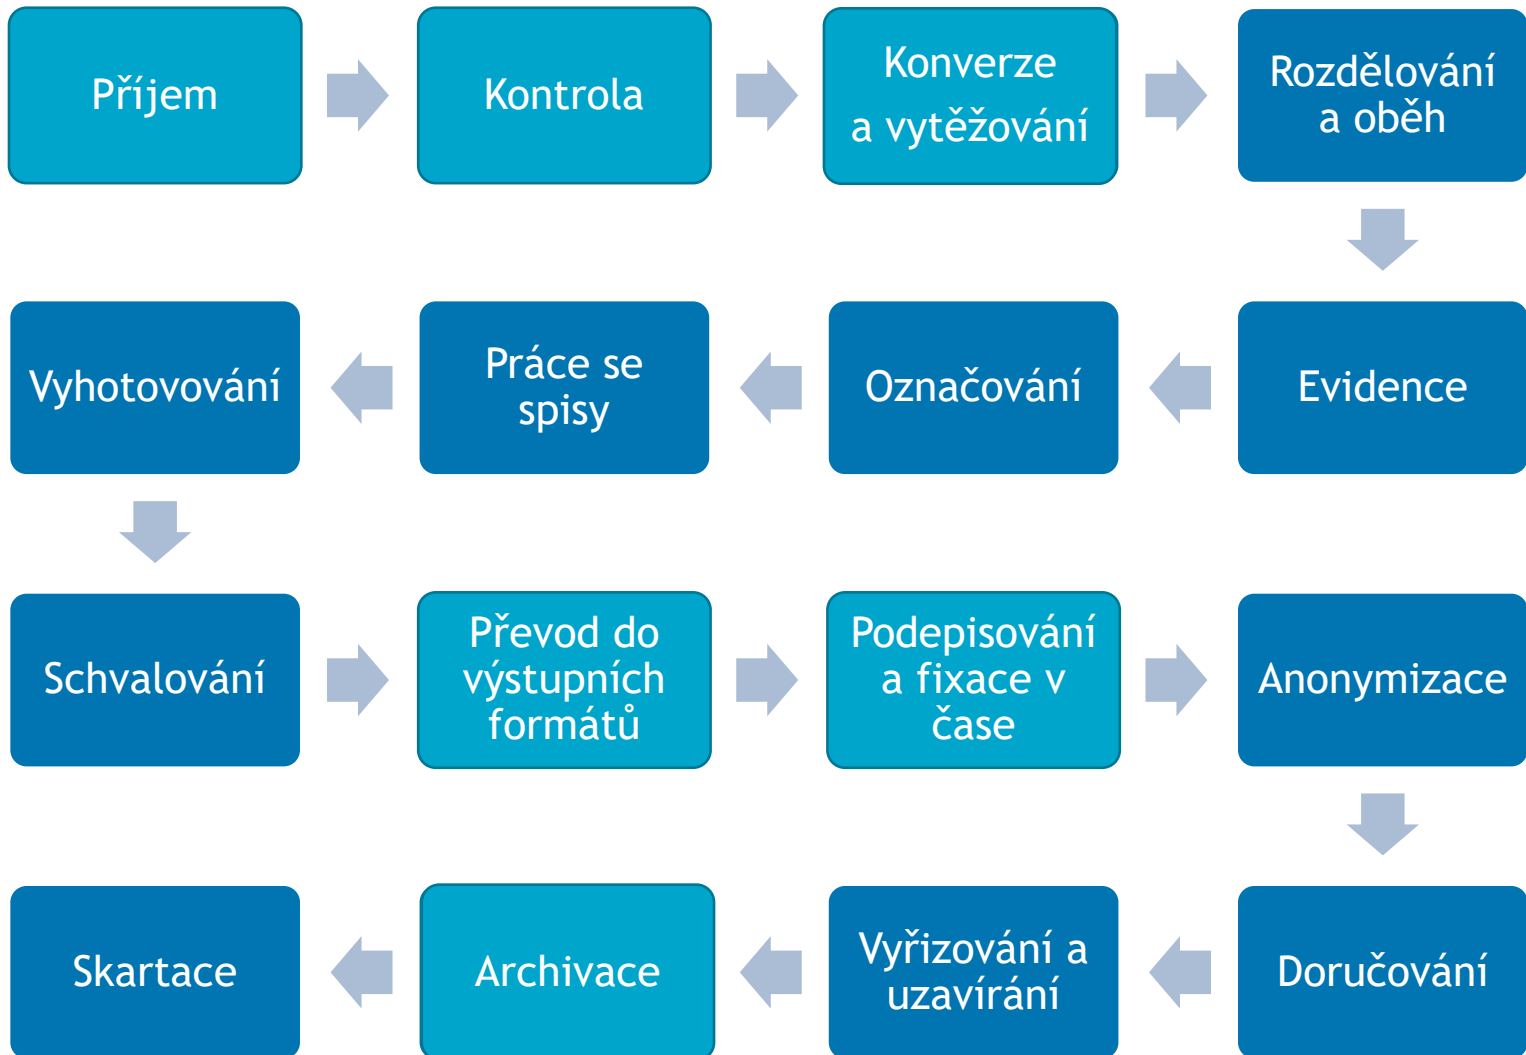 Příjem
Kontrola
Konverze
a vytěžování
Rozdělování
a oběh
Evidence
Označování
Práce se
spisy
Vyhotovování
Schvalování
Převod do
výstupních
formátů
Podepisování
a fixace v
čase
Anonymizace
Doručování
Vyřizování a
uzavírání
Archivace
Skartace